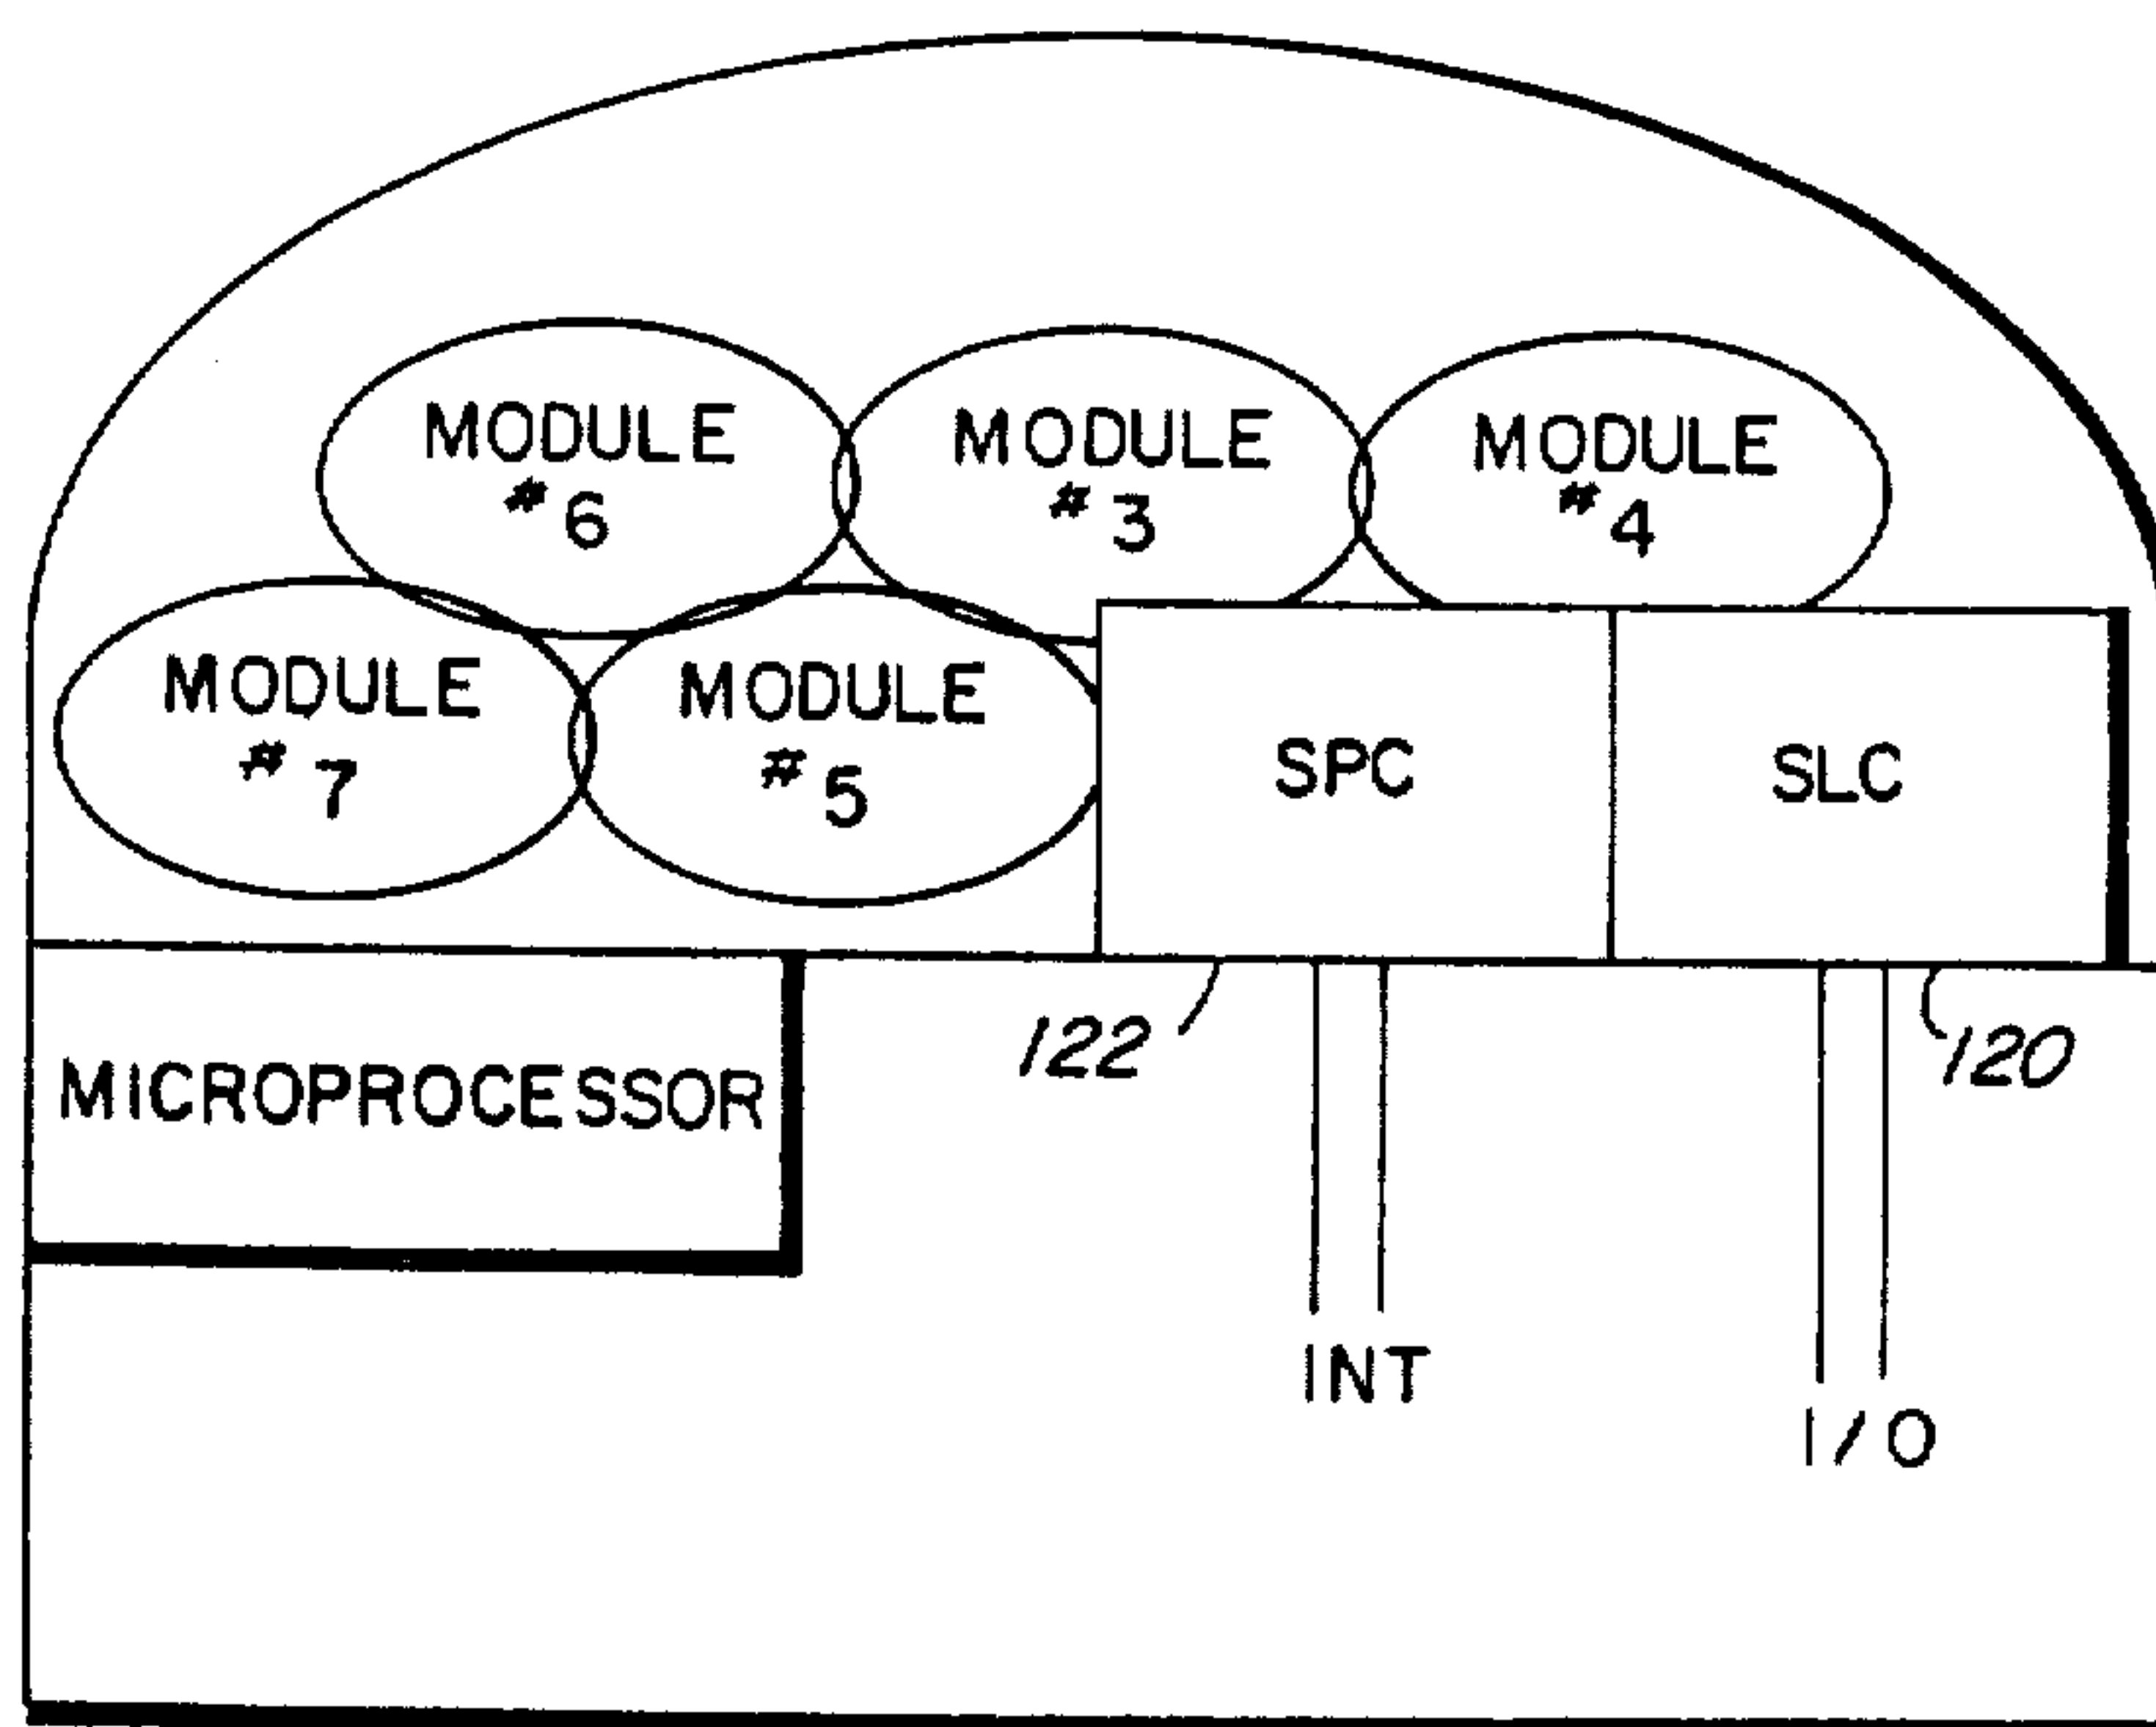 MODULE
#6
MODULE
#3
MODULE
#4
MODULE
#7
MODULE
#5
SPC
SLC
122
120
MICROPROCESSOR
INT
I/O